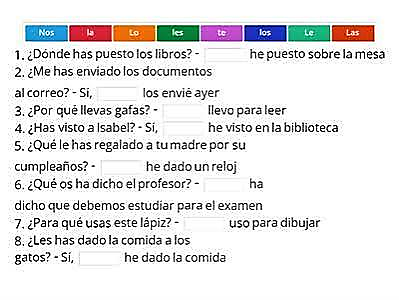 Nos la Lo les te los Le Las
1. ¿Dónde has puesto los libros? - he puesto sobre la mesa
2. ¿Me has enviado los documentos
al correo? - Sí, los envié ayer
3. ¿Por qué llevas gafas? - llevo para leer
4. ¿Has visto a Isabel? - Sí, he visto en la biblioteca
5. ¿Qué le has regalado a tu madre por su
cumpleaños? - he dado un reloj
6. ¿Qué os ha dicho el profesor? - ha
dicho que debemos estudiar para el examen
7. ¿Para qué usas este lápiz? - uso para dibujar
8. ¿Les has dado la comida a los
gatos? - Sí, he dado la comida